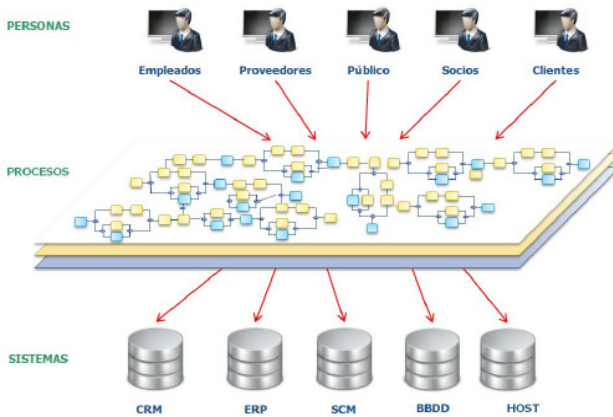 PERSONAS
Empleados
Proveedores
Público
Socios
Clientes
PROCESOS
SISTEMAS
CRM
ERP
SCM
BBDD
HOST